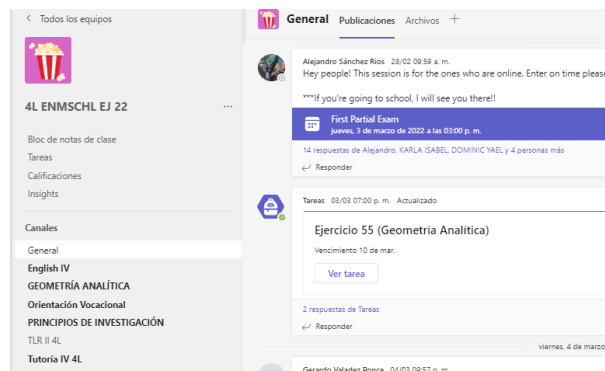 Todos los equipos
4L ENMSCHL EJ 22
...
Bloc de notas de clase
Tareas
Calificaciones
Insights
Canales
General
English IV
GEOMETRÍA ANALÍTICA
Orientación Vocacional
PRINCIPIOS DE INVESTIGACIÓN
TLR II 4L
Tutoría IV 4L
General Publicaciones Archivos +
Alejandro Sánchez Rios 28/02 09:59 a. m.
Hey people! This session is for the ones who are online. Enter on time please
***If you're going to school, I will see you there!!
First Partial Exam
jueves, 3 de marzo de 2022 a las 03:00 p. m.
14 respuestas de Alejandro, KARLA ISABEL, DOMINIC YAEL y 4 personas más
Responder
Tareas 03/03 07:00 p. m. Actualizado
Ejercicio 55 (Geometría Analítica)
Vencimiento 10 de mar.
Ver tarea
2 respuestas de Tareas
Responder
viernes, 4 de marzo
Gerardo Valadez Ponce 04/03 09:57 p. m.